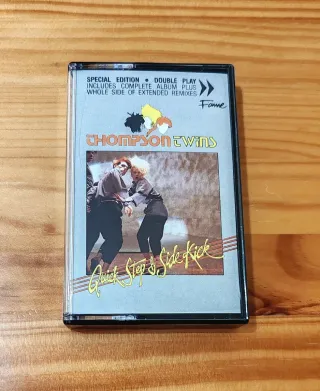 SPECIAL EDITION • DOUBLE PLAY
INCLUDES COMPLETE ALBUM PLUS
WHOLE SIDE OF EXTENDED REMIXES
Fame
THOMPSON TWINS
Quick Step & Side Kick